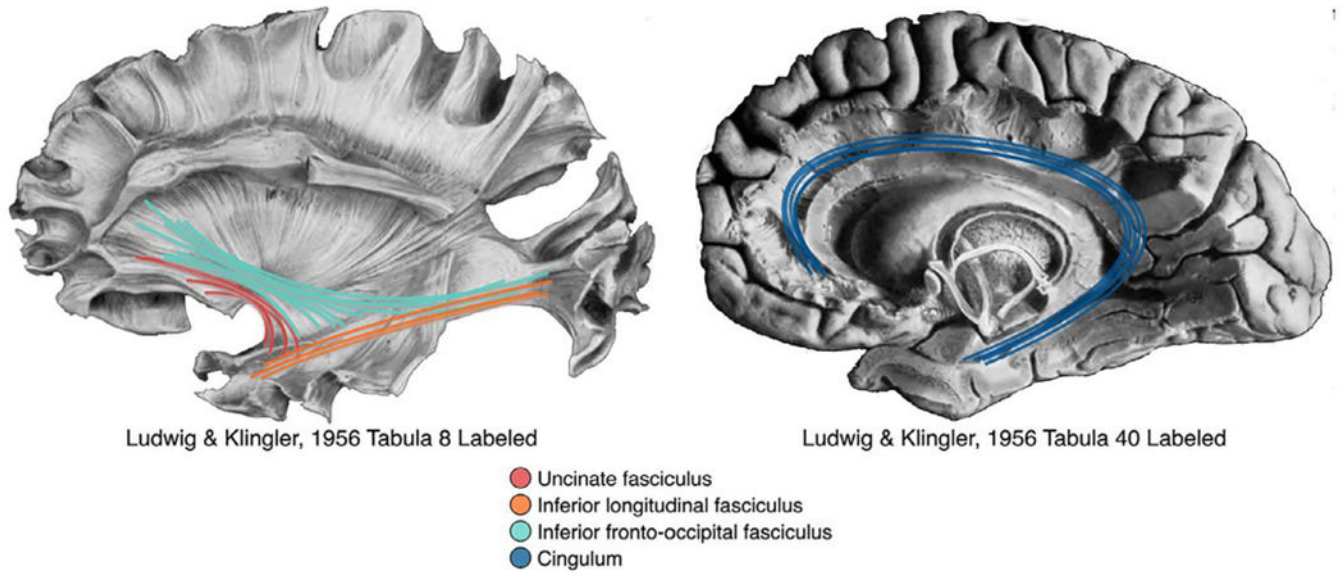 Ludwig & Klingler, 1956 Tabula 8 Labeled
Ludwig & Klingler, 1956 Tabula 40 Labeled
Uncinate fasciculus
Inferior longitudinal fasciculus
Inferior fronto-occipital fasciculus
Cingulum